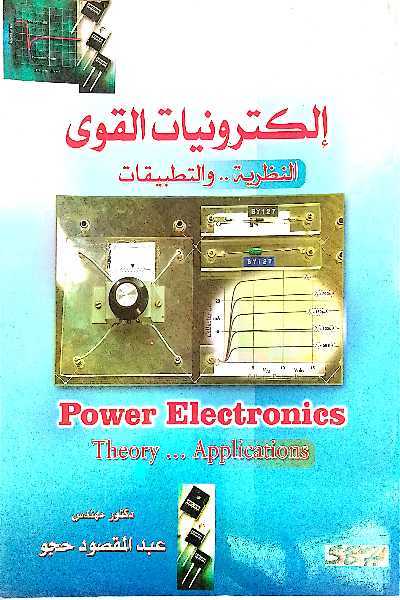 إلكترونيات القوى
النظرية .. والتطبيقات
BY127
BY127
Power Electronics
Theory ... Applications
دكتور مهندس
عبد المقصود حجو